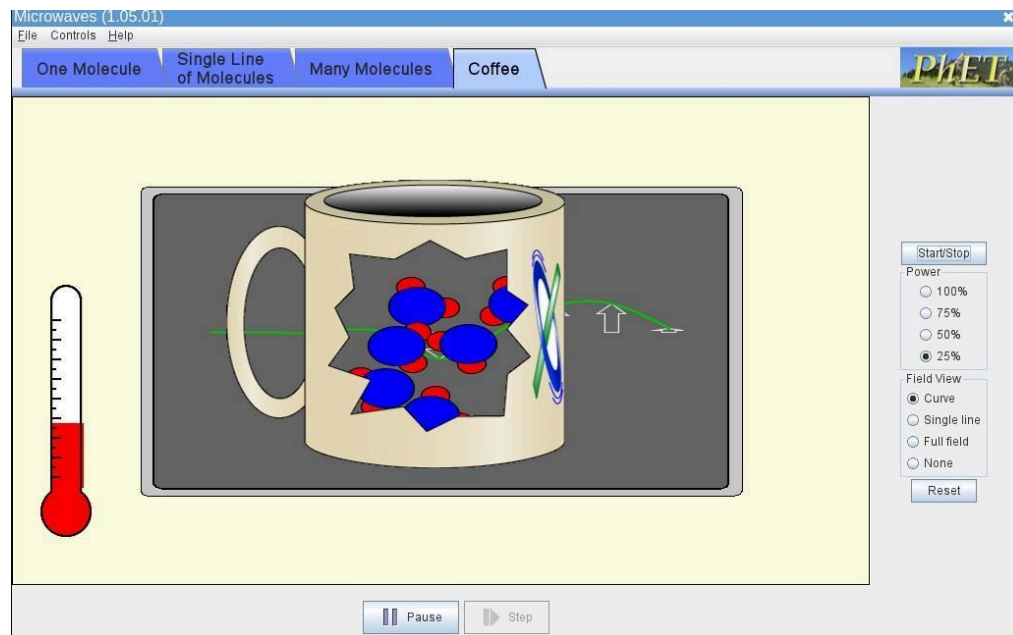 Microwaves (1.05.01)
File Controls Help
One Molecule
Single Line
of Molecules
Many Molecules
Coffee
PhET
Start/Stop
Power
100%
75%
50%
25%
Field View
Curve
Single line
Full field
None
Reset
Pause
Step